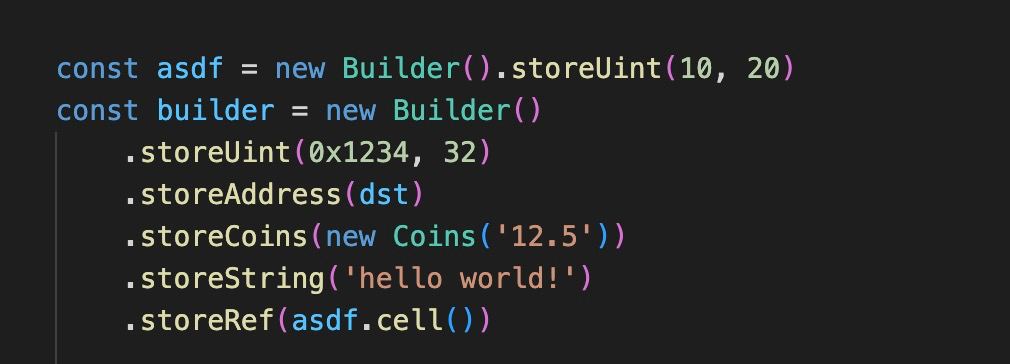 const asdf = new Builder().storeUint(10, 20)
const builder = new Builder()
    .storeUint(0x1234, 32)
    .storeAddress(dst)
    .storeCoins(new Coins('12.5'))
    .storeString('hello world!')
    .storeRef(asdf.cell())